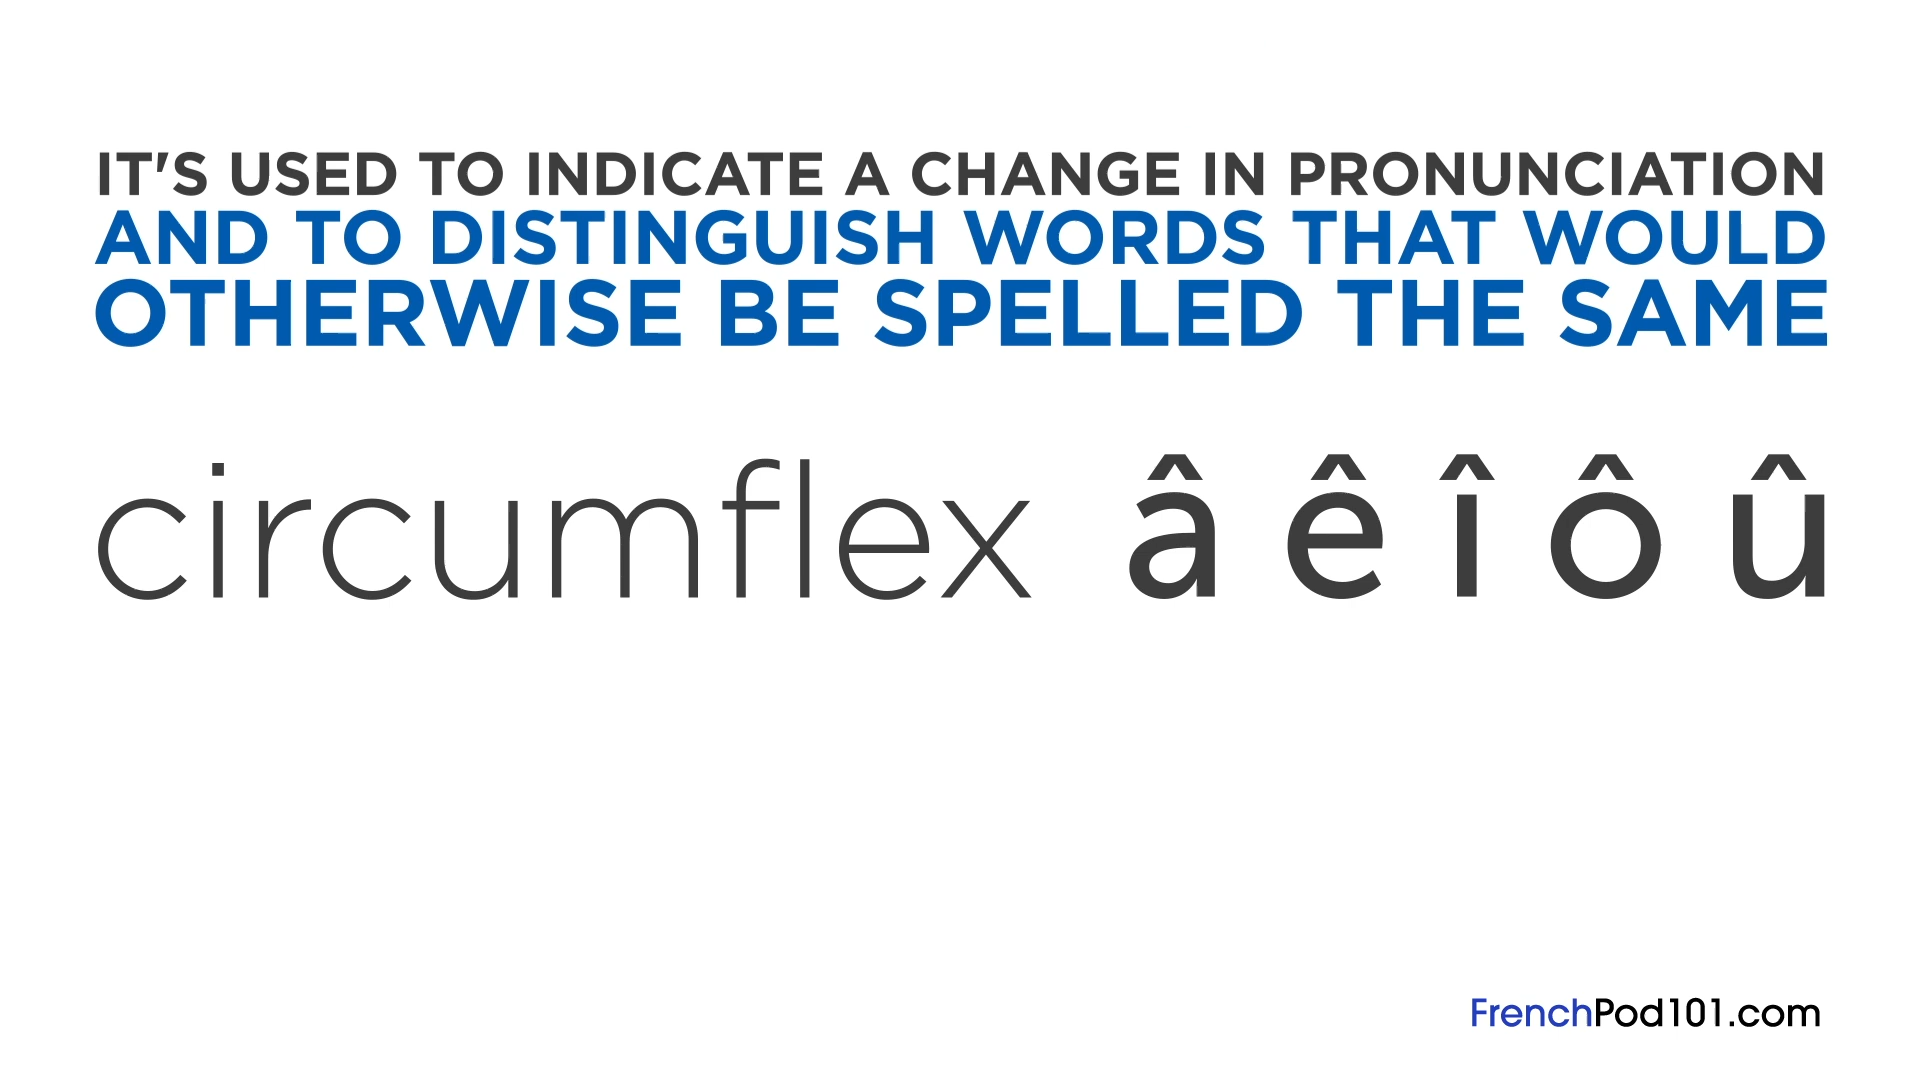 IT'S USED TO INDICATE A CHANGE IN PRONUNCIATION
AND TO DISTINGUISH WORDS THAT WOULD
OTHERWISE BE SPELLED THE SAME
circumflex â ê î ô û
FrenchPod101.com